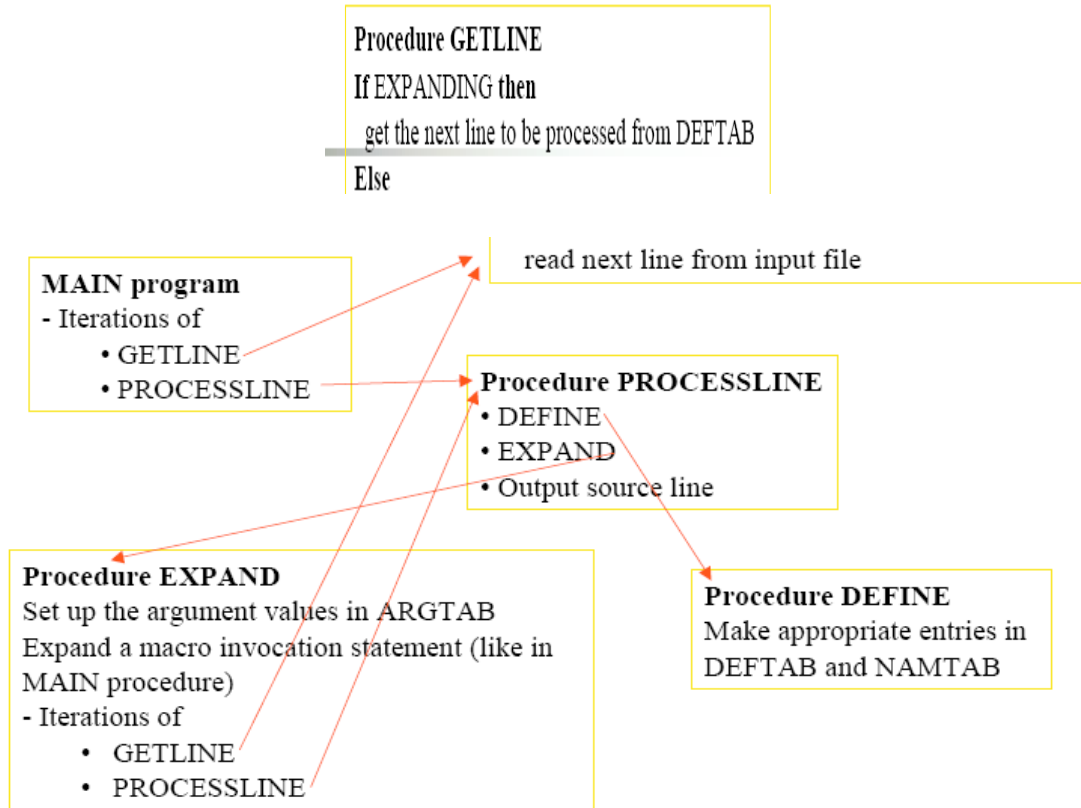 Procedure GETLINE
If EXPANDING then
get the next line to be processed from DEFTAB
Else
read next line from input file
MAIN program
- Iterations of
• GETLINE
• PROCESSLINE
Procedure PROCESSLINE
• DEFINE
• EXPAND
• Output source line
Procedure EXPAND
Set up the argument values in ARGTAB
Expand a macro invocation statement (like in
MAIN procedure)
- Iterations of
• GETLINE
• PROCESSLINE
Procedure DEFINE
Make appropriate entries in
DEFTAB and NAMTAB